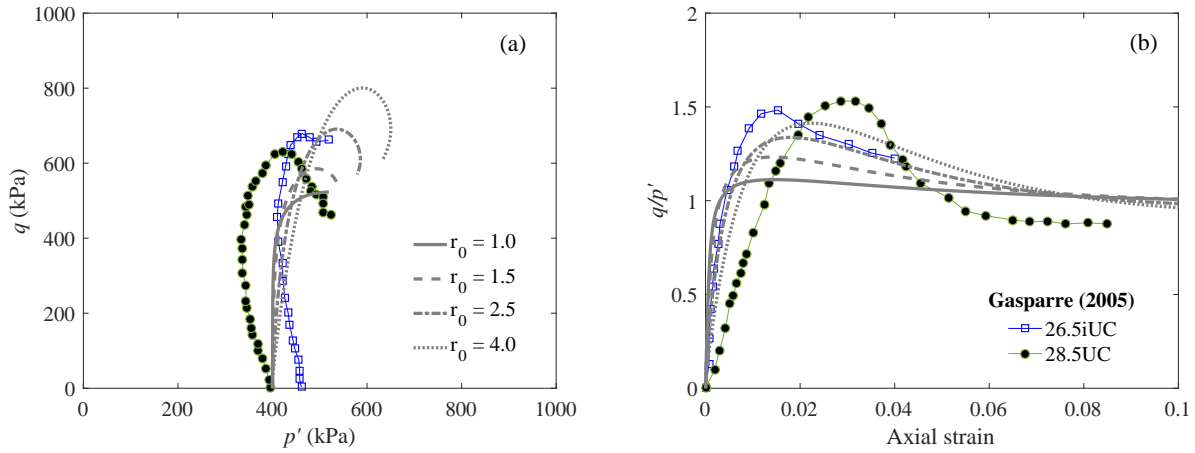 1000
800
600
400
200
0
q (kPa)
0
200
400
600
800
1000
p′ (kPa)
(a)
r0 = 1.0
r0 = 1.5
r0 = 2.5
r0 = 4.0
2
1.5
1
0.5
0
q/p′
0
0.02
0.04
0.06
0.08
0.1
Axial strain
(b)
Gasparre (2005)
26.5iUC
28.5UC